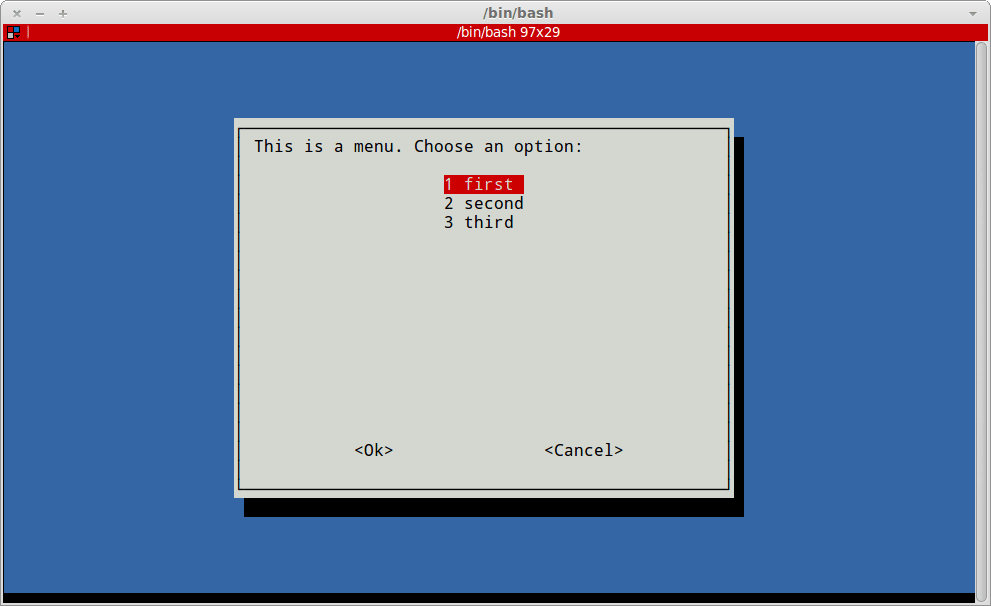 /bin/bash
/bin/bash 97x29
This is a menu. Choose an option:
1 first
2 second
3 third
<Ok> <Cancel>